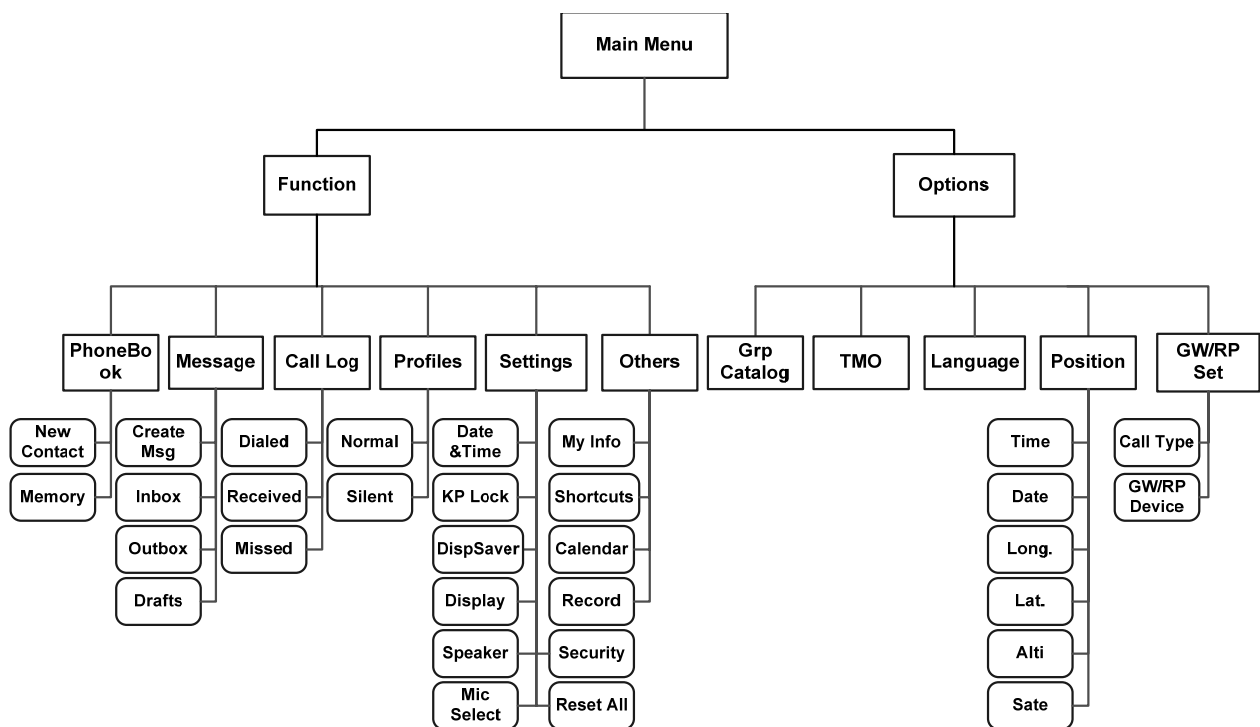 Main Menu
Function
Options
PhoneBo
ok
Message
Call Log
Profiles
Settings
Others
Grp
Catalog
TMO
Language
Position
GW/RP
Set
New
Contact
Memory
Create
Msg
Inbox
Outbox
Drafts
Dialed
Received
Missed
Normal
Silent
Date
&Time
KP Lock
DispSaver
Display
Speaker
Mic
Select
Security
Reset All
My Info
Shortcuts
Calendar
Record
Time
Date
Long.
Lat.
Alti
Sate
Call Type
GW/RP
Device